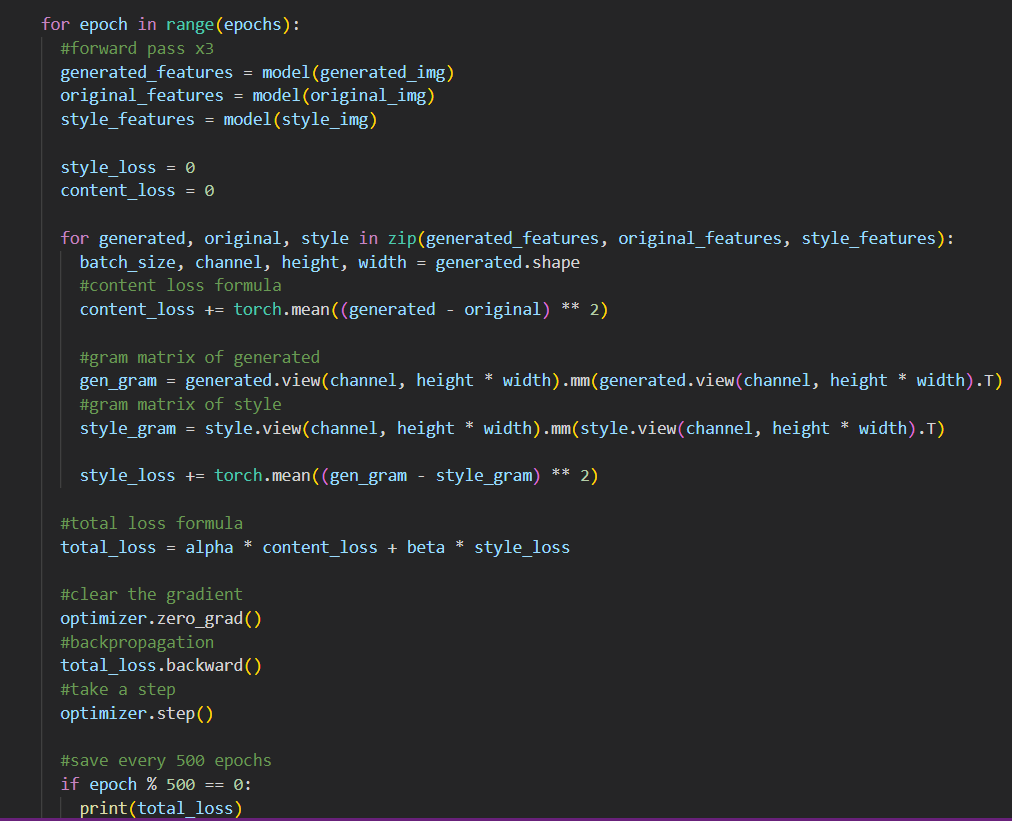 for epoch in range(epochs):
#forward pass x3
generated_features = model(generated_img)
original_features = model(original_img)
style_features = model(style_img)
style_loss = 0
content_loss = 0
for generated, original, style in zip(generated_features, original_features, style_features):
batch_size, channel, height, width = generated.shape
#content loss formula
content_loss += torch.mean((generated - original) ** 2)
#gram matrix of generated
gen_gram = generated.view(channel, height * width).mm(generated.view(channel, height * width).T)
#gram matrix of style
style_gram = style.view(channel, height * width).mm(style.view(channel, height * width).T)
style_loss += torch.mean((gen_gram - style_gram) ** 2)
#total loss formula
total_loss = alpha * content_loss + beta * style_loss
#clear the gradient
optimizer.zero_grad()
#backpropagation
total_loss.backward()
#take a step
optimizer.step()
#save every 500 epochs
if epoch % 500 == 0:
print(total_loss)